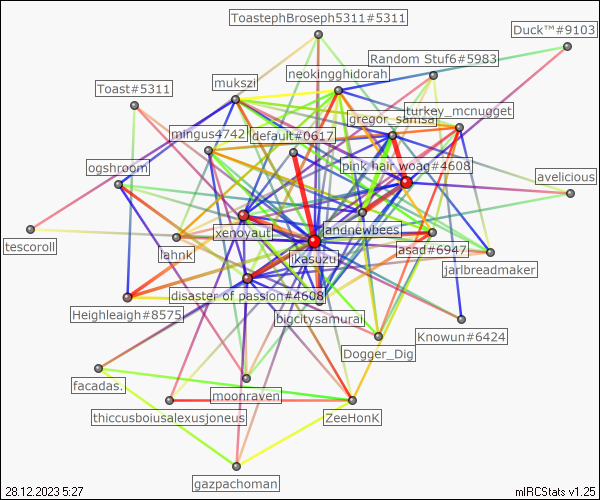 ToastephBroseph5311#5311
Duck™#9103
Random Stuf6#5983
neokingghidorah
mukszi
Toast#5311
turkey_mcnugget
gregor_samsaj
mingus4742
default#0617
pink hair woag#4608
ogshroom
avelicious
xenoyaut
landnewbees
tescoroll
lahnk
ikasuzu
asad#6947
jarlbreadmaker
disaster of passion#4608
Heighleaigh#8575
bigcitysamurai
Knowun#6424
Dogger_Dig
facadas.
moonraven
thiccusboiusalexusjoneus
ZeeHonK
gazpachoman
28.12.2023 5:27
mIRCStats v1.25